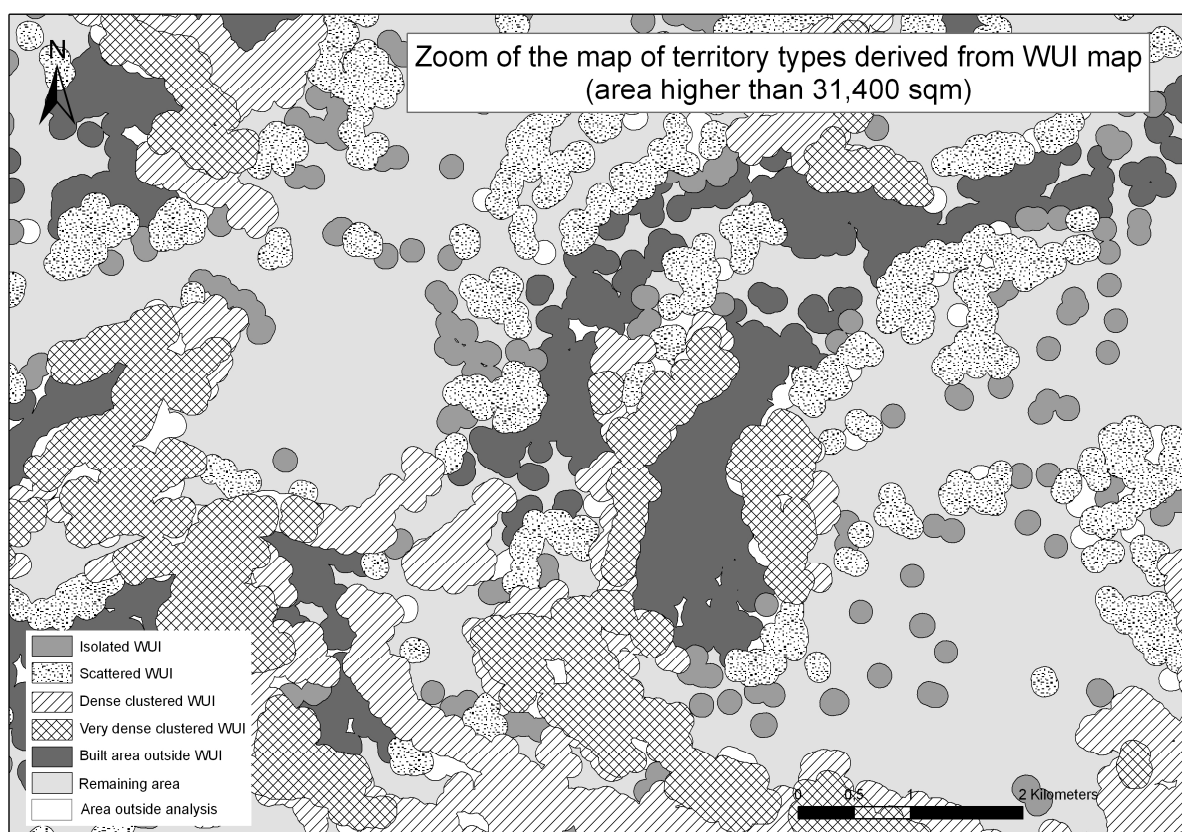 Zoom of the map of territory types derived from WUI map
(area higher than 31,400 sqm)
N
Isolated WUI
Scattered WUI
Dense clustered WUI
Very dense clustered WUI
Built area outside WUI
Remaining area
Area outside analysis
0 0.5 1 2 Kilometers